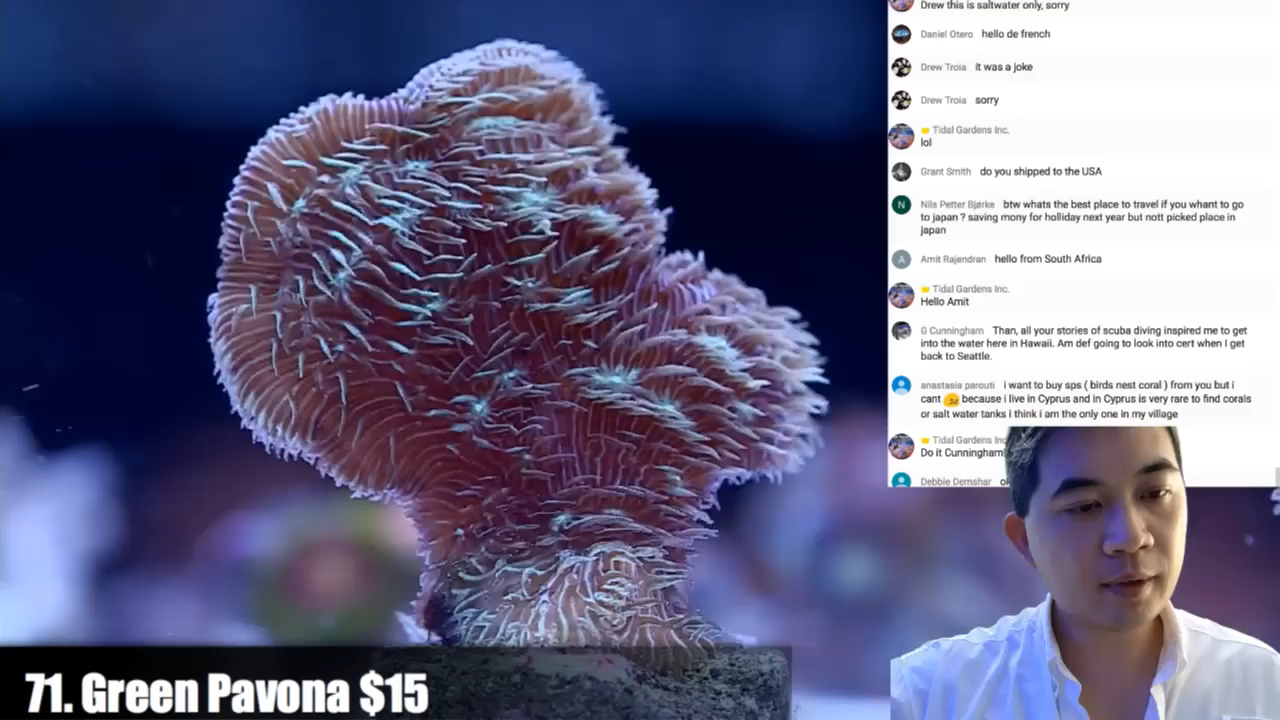 Drew this is saltwater only, sorry
Daniel Otero hello de french
Drew Troia it was a joke
Drew Troia sorry
Tidal Gardens Inc.
lol
Grant Smith do you shipped to the USA
N Nils Petter Bjørke btw whats the best place to travel if you whant to go
to japan ? saving mony for holliday next year but nott picked place in
japan
A Amit Rajendran hello from South Africa
Tidal Gardens Inc.
Hello Amit
G Cunningham Than, all your stories of scuba diving inspired me to get
into the water here in Hawaii. Am def going to look into cert when I get
back to Seattle.
anastasia parouti i want to buy sps ( birds nest coral ) from you but i
cant because i live in Cyprus and in Cyprus is very rare to find corals
or salt water tanks i think i am the only one in my village
Tidal Gardens Inc
Do it Cunningham!
Debbie Demshar
71. Green Pavona $15